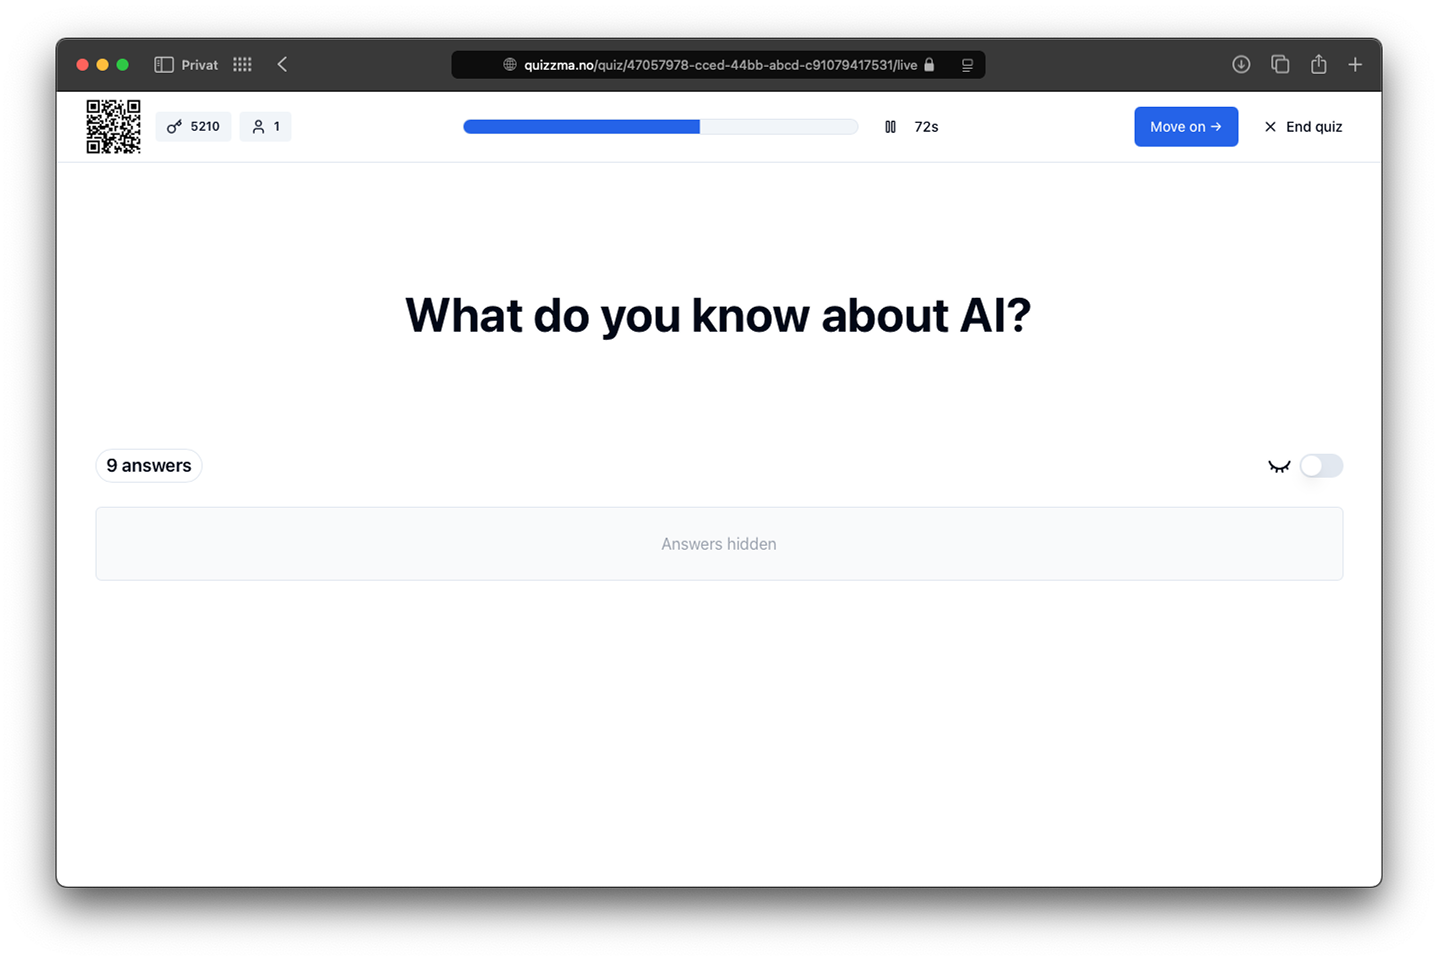 Privat
quizzma.no/quiz/47057978-cced-44bb-abcd-c91079417531/live
5210
1
72s
Move on →
End quiz
What do you know about AI?
9 answers
Answers hidden